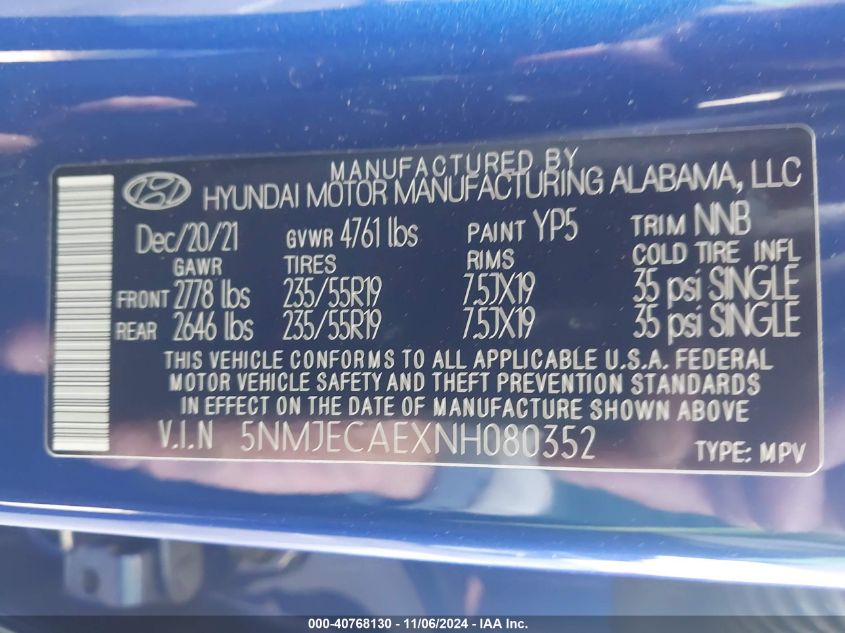 MANUFACTURED BY
HYUNDAI MOTOR MANUFACTURING ALABAMA, LLC
Dec/20/21 GVWR 4761 lbs PAINT YP5 TRIM NNB
GAWR TIRES RIMS COLD TIRE INFL
FRONT 2778 lbs 235/55R19 7.5JX19 35 psi SINGLE
REAR 2646 lbs 235/55R19 7.5JX19 35 psi SINGLE
THIS VEHICLE CONFORMS TO ALL APPLICABLE U.S.A. FEDERAL
MOTOR VEHICLE SAFETY AND THEFT PREVENTION STANDARDS
IN EFFECT ON THE DATE OF MANUFACTURE SHOWN ABOVE.
V.I.N 5NMJECAEXNH080352 TYPE: MPV
000-40768130 - 11/06/2024 - IAA Inc.